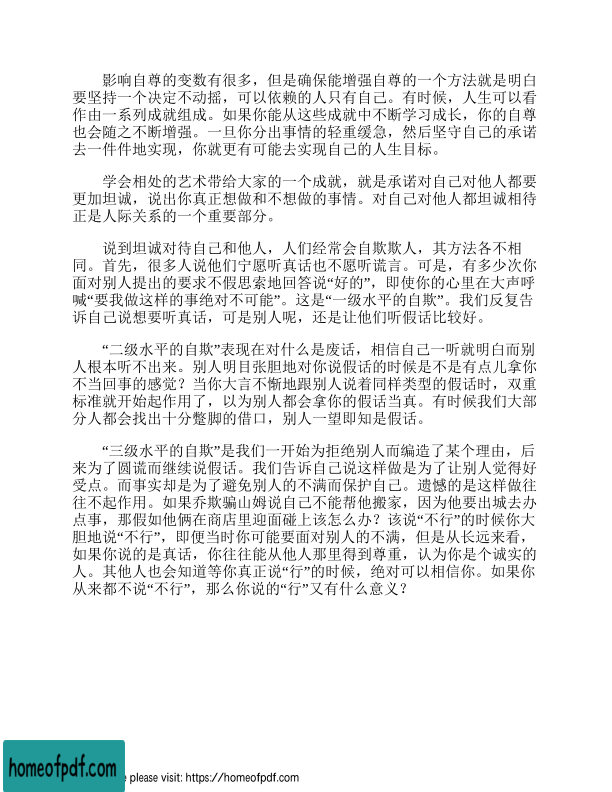 影响自尊的变数有很多，但是确保能增强自尊的一个方法就是明白
要坚持一个决定不动摇，可以依赖的人只有自己。有时候，人生可以看
作由一系列成就组成。如果你能从这些成就中不断学习成长，你的自尊
也会随之不断增强。一旦你分出事情的轻重缓急，然后坚守自己的承诺
去一件件地实现，你就更有可能去实现自己的人生目标。
学会相处的艺术带给大家的一个成就，就是承诺对自己对他人都要
更加坦诚，说出你真正想做和不想做的事情。对自己对他人都坦诚相待
正是人际关系的一个重要部分。
说到坦诚对待自己和他人，人们经常会自欺欺人，其方法各不相
同。首先，很多人说他们宁愿听真话也不愿听谎言。可是，有多少次你
面对别人提出的要求不假思索地回答说“好的”，即使你的心里在大声呼
喊“要我做这样的事绝对不可能”。这是“一级水平的自欺”。我们反复告
诉自己说想要听真话，可是别人呢，还是让他们听假话比较好。
“二级水平的自欺”表现在对什么是废话，相信自己一听就明白而别
人根本听不出来。别人明目张胆地对你说假话的时候是不是有点儿拿你
不当回事的感觉？当你大言不惭地跟别人说着同样类型的假话时，双重
标准就开始起作用了，以为别人都会拿你的假话当真。有时候我们大部
分人都会找出十分蹩脚的借口，别人一望即知是假话。
“三级水平的自欺”是我们一开始为拒绝别人而编造了某个理由，后
来为了圆谎而继续说假话。我们告诉自己说这样做是为了让别人觉得好
受点。而事实却是为了避免别人的不满而保护自己。遗憾的是这样做往
往不起作用。如果乔欺骗山姆说自己不能帮他搬家，因为他要出城去办
点事，那假如他俩在商店里迎面碰上该怎么办？该说“不行”的时候你大
胆地说“不行”，即便当时你可能要面对别人的不满，但是从长远来看，
如果你说的是真话，你往往能从他人那里得到尊重，认为你是个诚实的
人。其他人也会知道等你真正说“行”的时候，绝对可以相信你。如果你
从来都不说“不行”，那么你说的“行”又有什么意义？
homeofpdf.com
please visit: https://homeofpdf.com